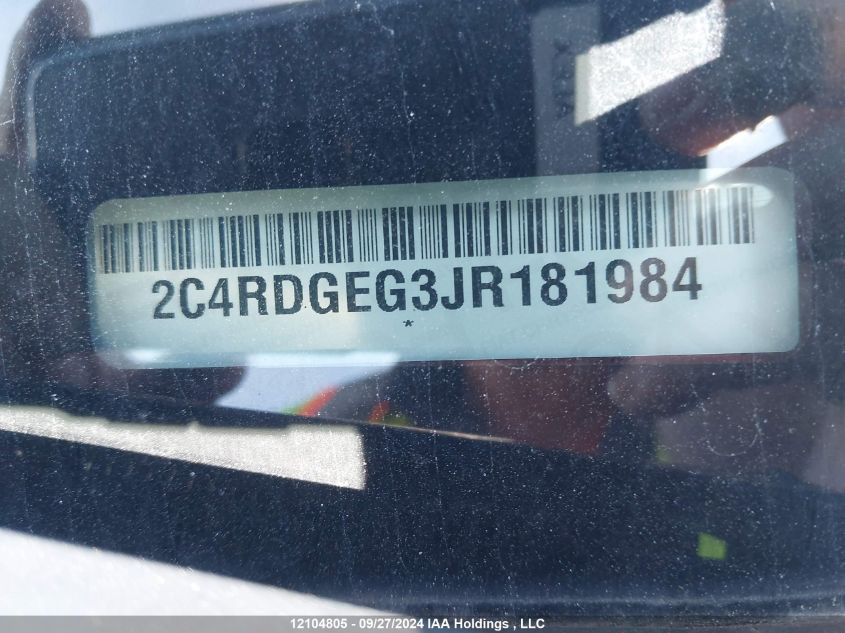 2C4RDGEG3JR181984
*
12104805 - 09/27/2024 IAA Holdings , LLC